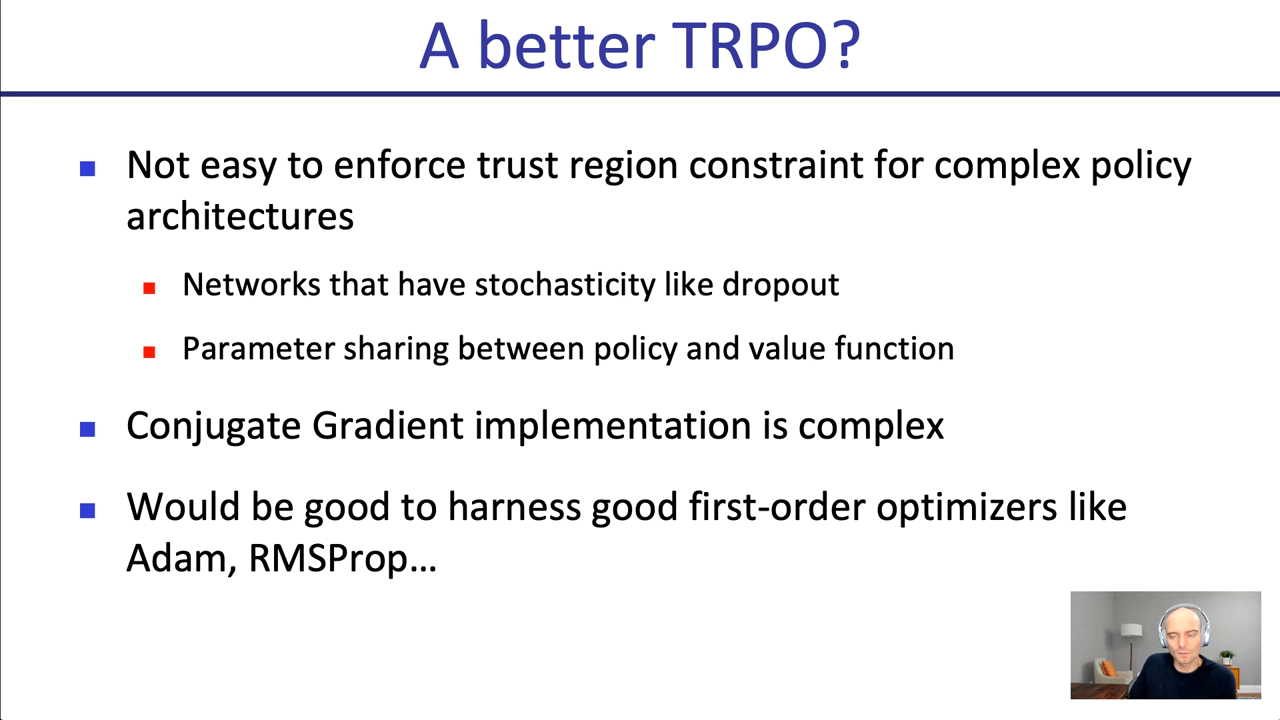 A better TRPO?
Not easy to enforce trust region constraint for complex policy
architectures
Networks that have stochasticity like dropout
Parameter sharing between policy and value function
Conjugate Gradient implementation is complex
Would be good to harness good first-order optimizers like
Adam, RMSProp…